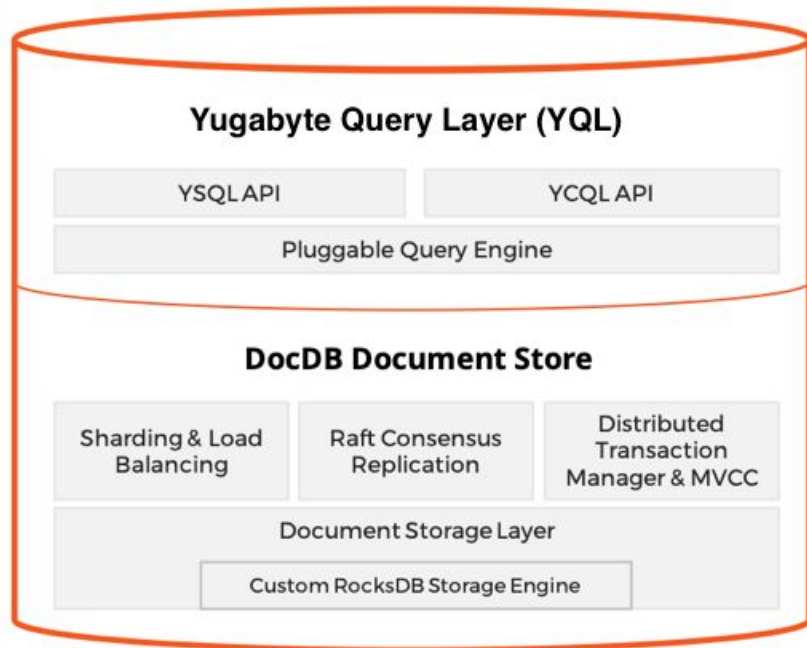 Yugabyte Query Layer (YQL)
YSQL API
YCQL API
Pluggable Query Engine
DocDB Document Store
Sharding & Load
Balancing
Raft Consensus
Replication
Distributed
Transaction
Manager & MVCC
Document Storage Layer
Custom RocksDB Storage Engine